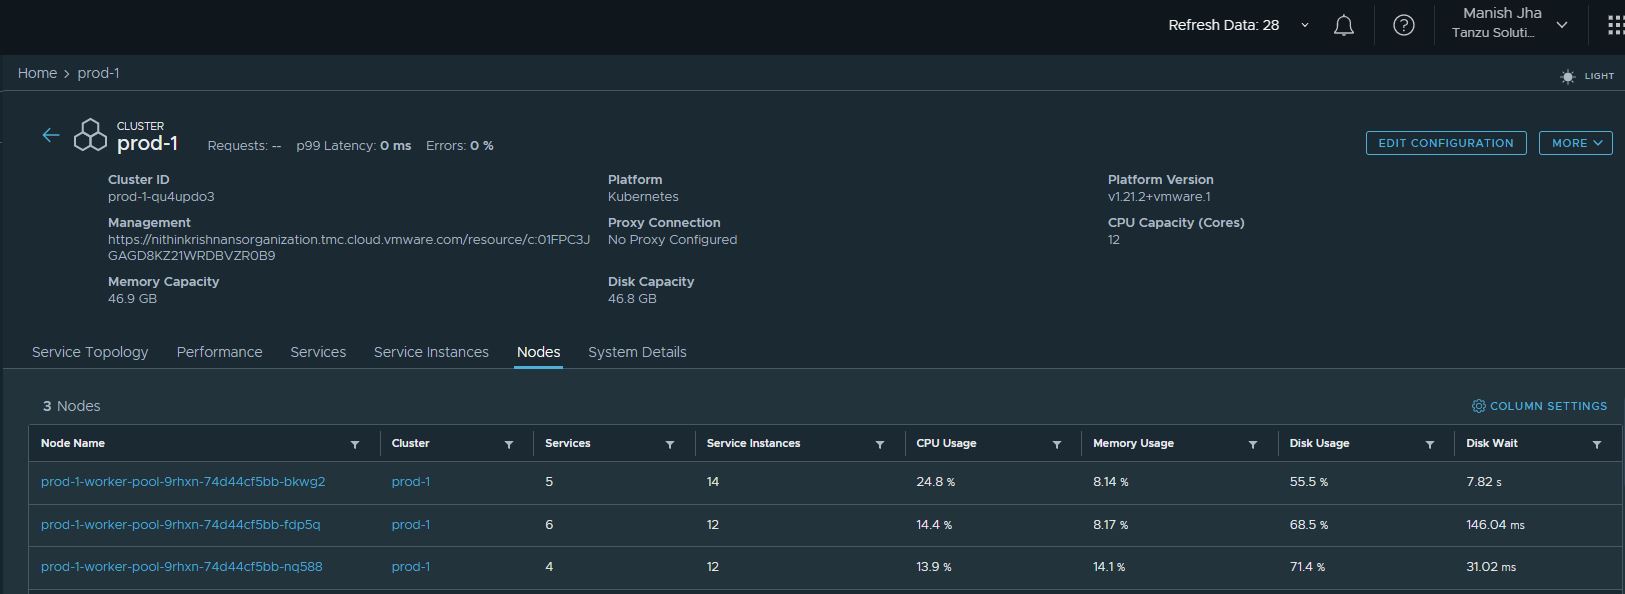 Refresh Data: 28
Manish Jha
Tanzu Soluti...
Home > prod-1
LIGHT
CLUSTER
prod-1
Requests: -- p99 Latency: 0 ms Errors: 0 %
EDIT CONFIGURATION
MORE
Cluster ID
prod-1-qu4updo3
Platform
Kubernetes
Platform Version
v1.21.2+vmware.1
Management
https://nithinkrishnansorganization.tmc.cloud.vmware.com/resource/c:01FPC3J
GAGD8KZ21WRDBVZR0B9
Proxy Connection
No Proxy Configured
CPU Capacity (Cores)
12
Memory Capacity
46.9 GB
Disk Capacity
46.8 GB
Service Topology Performance Services Service Instances Nodes System Details
3 Nodes
COLUMN SETTINGS
Node Name Cluster Services Service Instances CPU Usage Memory Usage Disk Usage Disk Wait
prod-1-worker-pool-9rhxn-74d44cf5bb-bkwg2 prod-1 5 14 24.8 % 8.14 % 55.5 % 7.82 s
prod-1-worker-pool-9rhxn-74d44cf5bb-fdp5q prod-1 6 12 14.4 % 8.17 % 68.5 % 146.04 ms
prod-1-worker-pool-9rhxn-74d44cf5bb-nq588 prod-1 4 12 13.9 % 14.1 % 71.4 % 31.02 ms